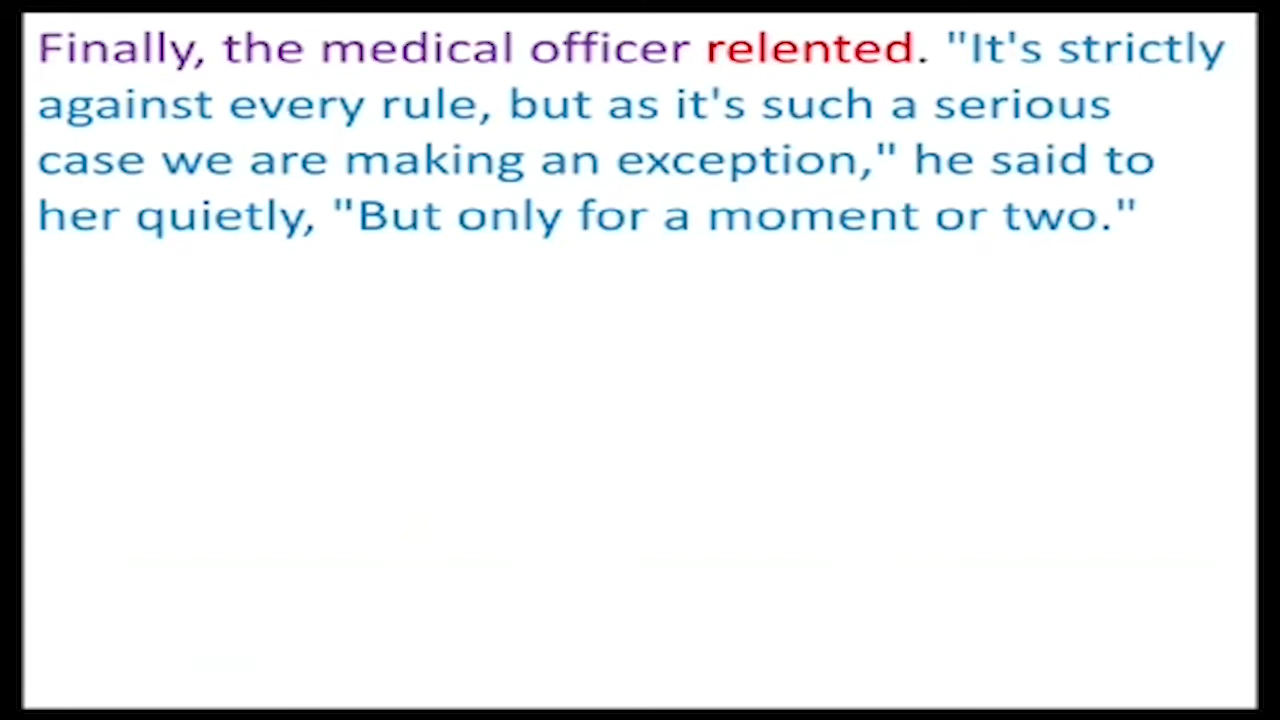 Finally, the medical officer relented. "It's strictly
against every rule, but as it's such a serious
case we are making an exception," he said to
her quietly, "But only for a moment or two."